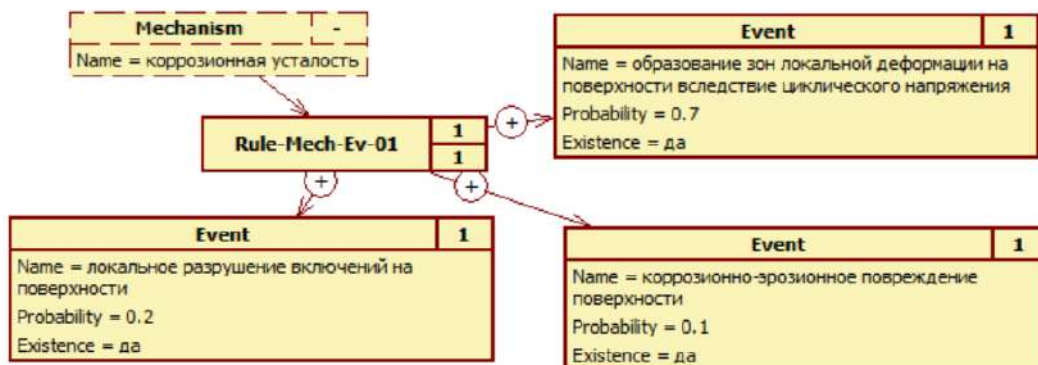 Mechanism -
Name = коррозионная усталость
Event 1
Name = образование зон локальной деформации на
поверхности вследствие циклического напряжения
Probability = 0.7
Existence = да
+
Rule-Mech-Ev-01 1
1
+
+
Event 1
Name = локальное разрушение включений на
поверхности
Probability = 0.2
Existence = да
Event 1
Name = коррозионно-эрозионное повреждение
поверхности
Probability = 0.1
Existence = да